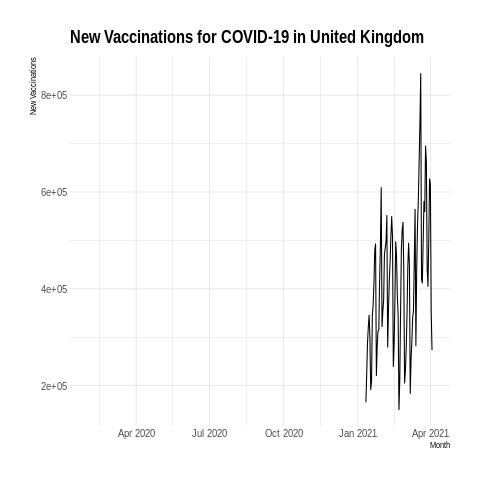 New Vaccinations for COVID-19 in United Kingdom
New Vaccinations
8e+05
6e+05
4e+05
2e+05
Apr 2020 Jul 2020 Oct 2020 Jan 2021 Apr 2021
Month